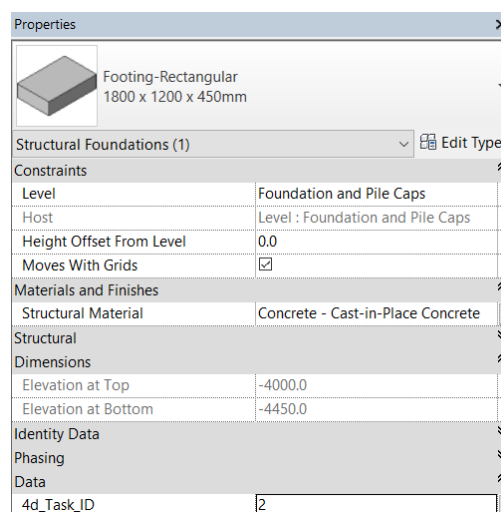 Properties
Footing-Rectangular
1800 x 1200 x 450mm
Structural Foundations (1) Edit Type
Constraints
Level Foundation and Pile Caps
Host Level : Foundation and Pile Caps
Height Offset From Level 0.0
Moves With Grids
Materials and Finishes
Structural Material Concrete - Cast-in-Place Concrete
Structural
Dimensions
Elevation at Top -4000.0
Elevation at Bottom -4450.0
Identity Data
Phasing
Data
4d_Task_ID 2